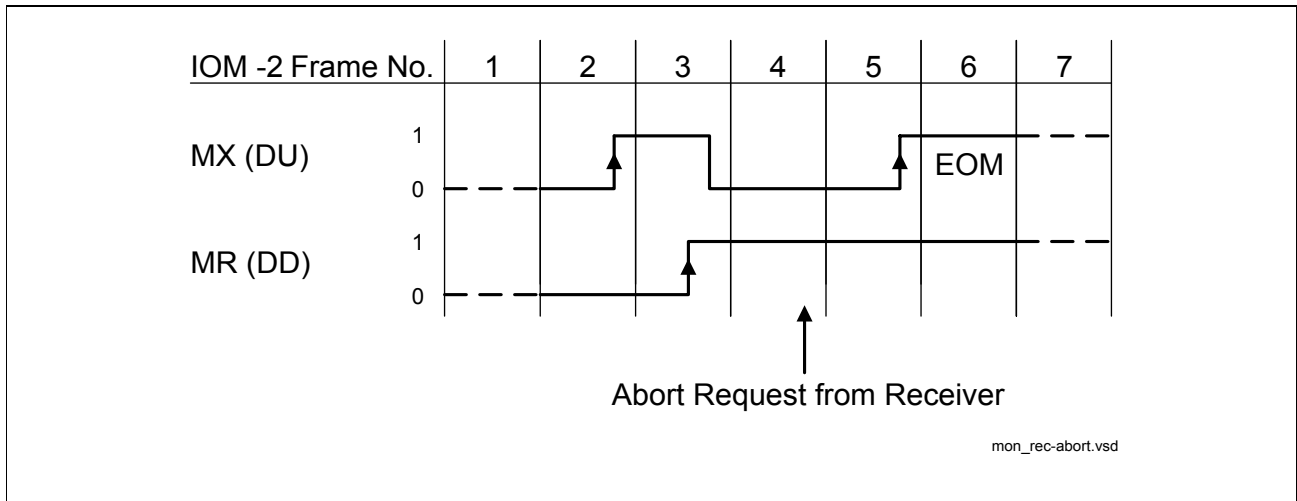 IOM -2 Frame No. 1 2 3 4 5 6 7
1
MX (DU)
EOM
0
1
MR (DD)
0
Abort Request from Receiver
mon_rec-abort.vsd